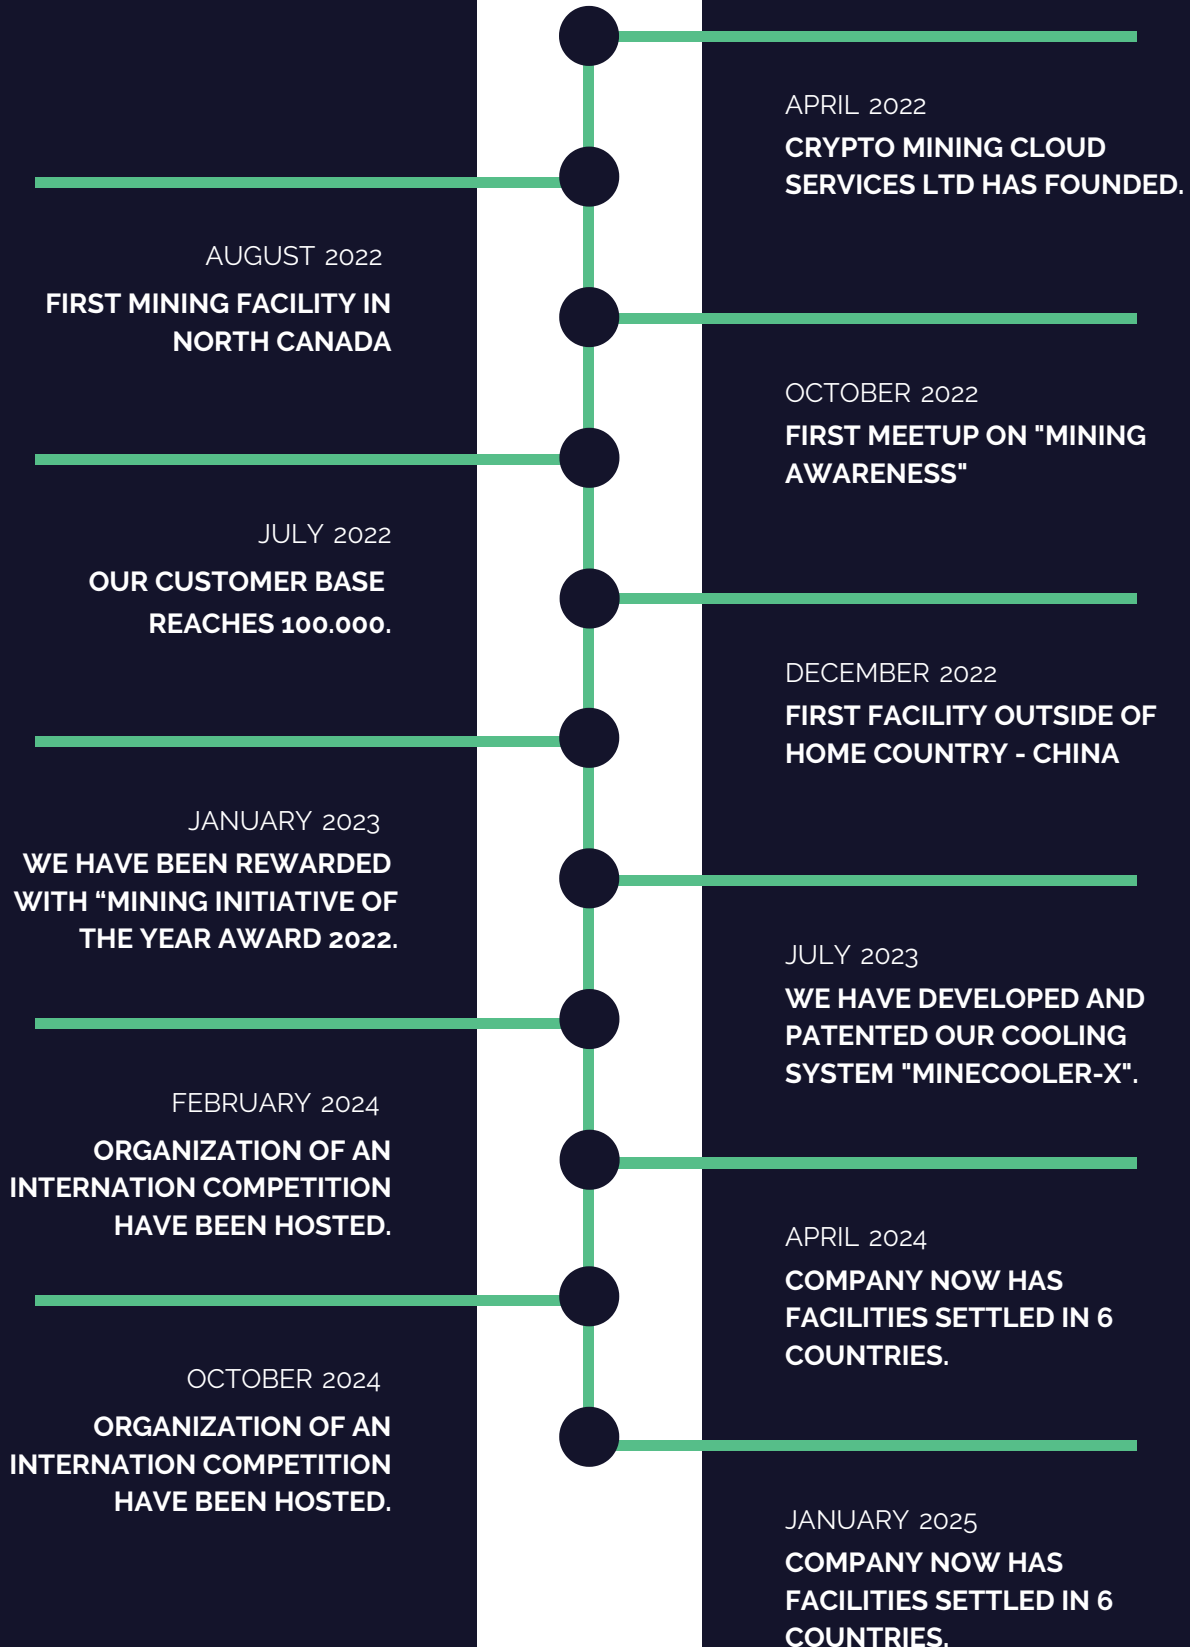 APRIL 2022
CRYPTO MINING CLOUD
SERVICES LTD HAS FOUNDED.
AUGUST 2022
FIRST MINING FACILITY IN
NORTH CANADA
OCTOBER 2022
FIRST MEETUP ON "MINING
AWARENESS"
JULY 2022
OUR CUSTOMER BASE
REACHES 100.000.
DECEMBER 2022
FIRST FACILITY OUTSIDE OF
HOME COUNTRY - CHINA
JANUARY 2023
WE HAVE BEEN REWARDED
WITH “MINING INITIATIVE OF
THE YEAR AWARD 2022.
JULY 2023
WE HAVE DEVELOPED AND
PATENTED OUR COOLING
SYSTEM "MINECOOLER-X".
FEBRUARY 2024
ORGANIZATION OF AN
INTERNATION COMPETITION
HAVE BEEN HOSTED.
APRIL 2024
COMPANY NOW HAS
FACILITIES SETTLED IN 6
COUNTRIES.
OCTOBER 2024
ORGANIZATION OF AN
INTERNATION COMPETITION
HAVE BEEN HOSTED.
JANUARY 2025
COMPANY NOW HAS
FACILITIES SETTLED IN 6
COUNTRIES.